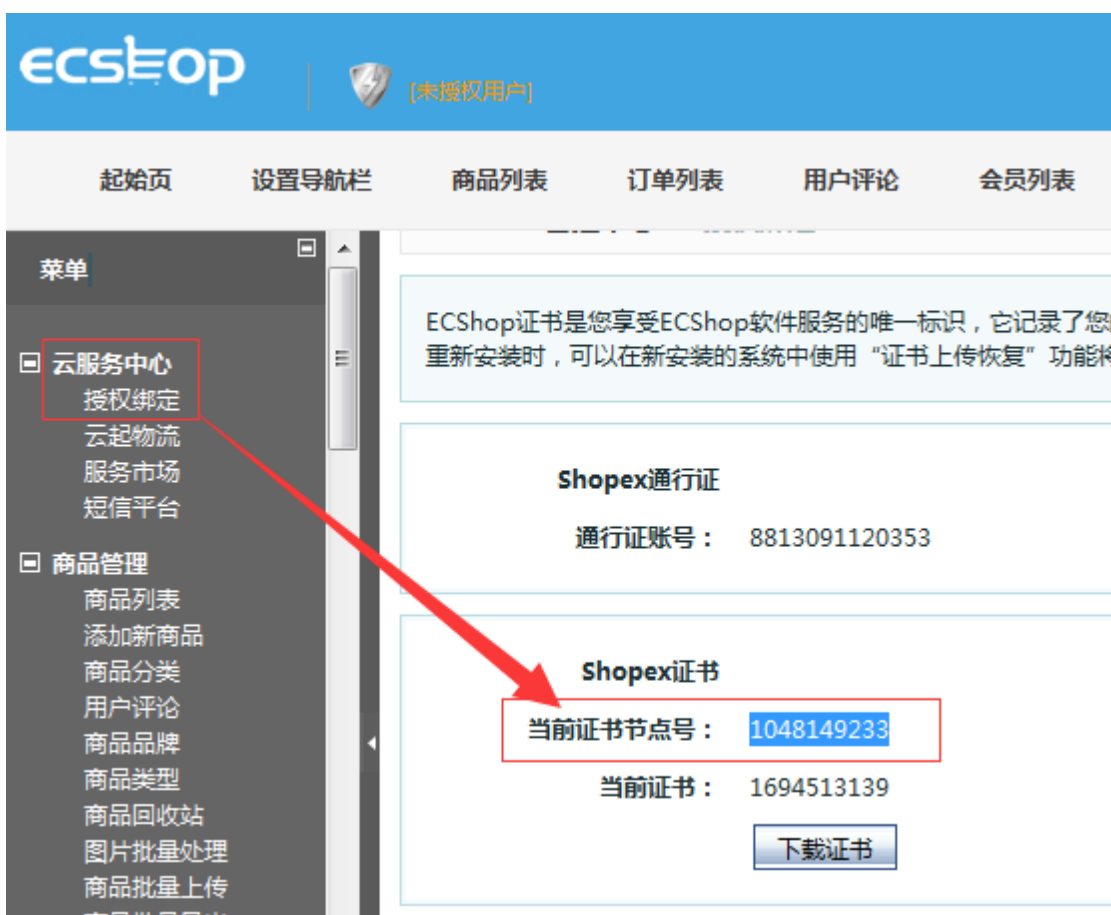 ecshop
[未授权用户]
起始页 设置导航栏 商品列表 订单列表 用户评论 会员列表
菜单
云服务中心
授权绑定
云起物流
服务市场
短信平台
商品管理
商品列表
添加新商品
商品分类
用户评论
商品品牌
商品类型
商品回收站
图片批量处理
商品批量上传
ECShop证书是您享受ECShop软件服务的唯一标识，它记录了您
重新安装时，可以在新安装的系统中使用“证书上传恢复”功能将
Shopex通行证
通行证账号： 8813091120353
Shopex证书
当前证书节点号： 1048149233
当前证书： 1694513139
下载证书